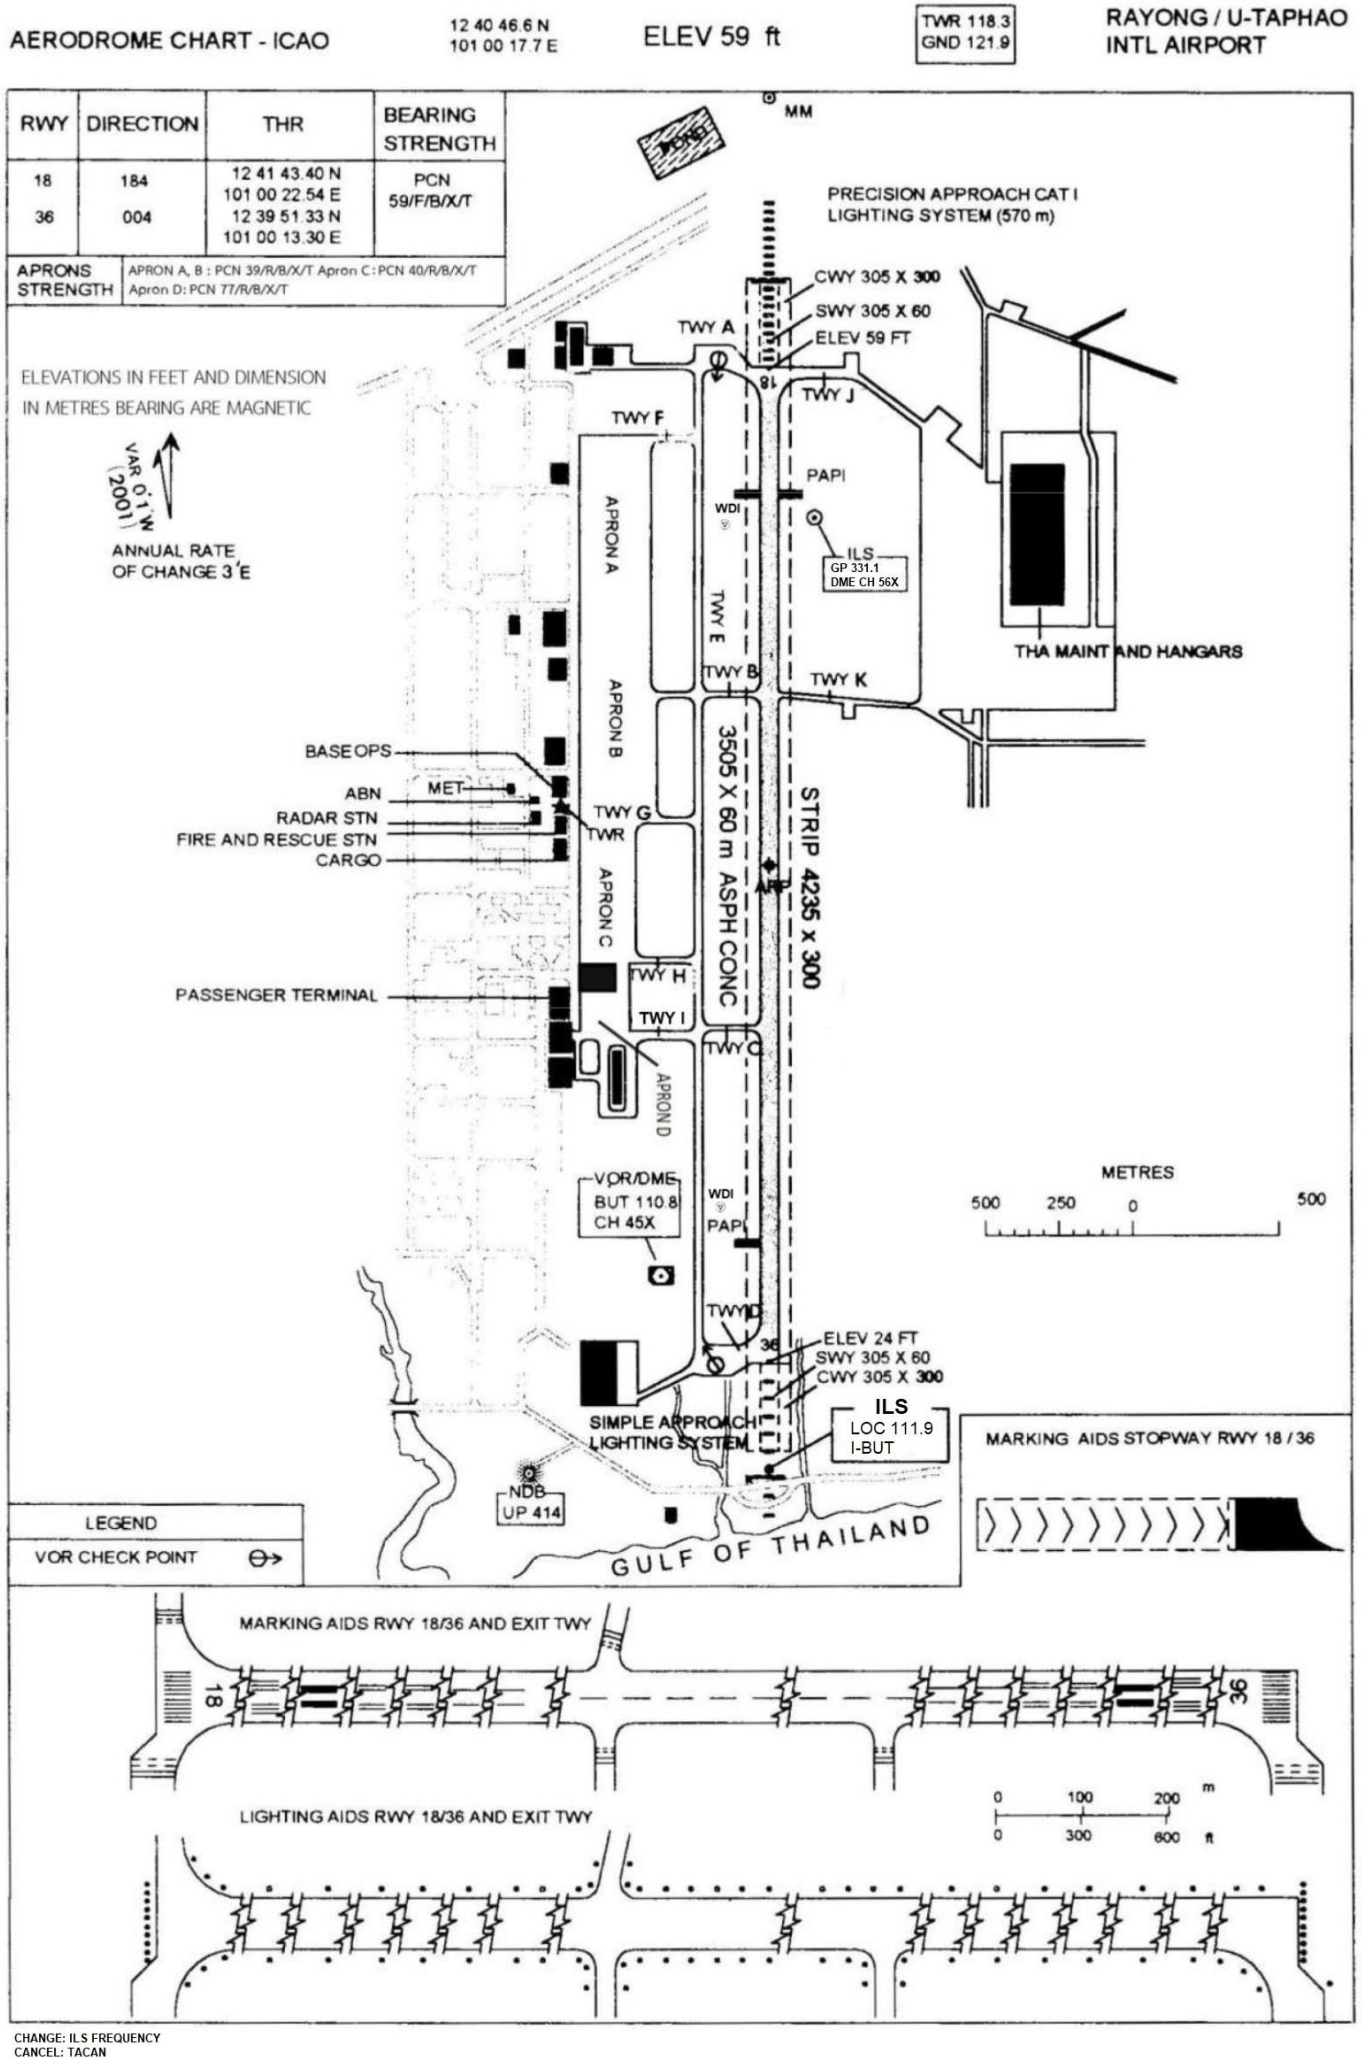 AERODROME CHART - ICAO
12 40 46.6 N
101 00 17.7 E
ELEV 59 ft
TWR 118.3
GND 121.9
RAYONG / U-TAPHAO
INTL AIRPORT
RWY DIRECTION THR BEARING STRENGTH
18 184 12 41 43.40 N
101 00 22.54 E
PCN
59/F/B/X/T
36 004 12 39 51.33 N
101 00 13.30 E
APRONS STRENGTH
APRON A, B : PCN 39/R/B/X/T Apron C: PCN 40/R/B/X/T
Apron D: PCN 77/R/B/X/T
MM
POND
PRECISION APPROACH CAT I
LIGHTING SYSTEM (570 m)
CWY 305 X 300
SWY 305 X 60
ELEV 59 FT
TWY A
18
TWY J
ELEVATIONS IN FEET AND DIMENSION
IN METRES BEARING ARE MAGNETIC
VAR 0.1° W
(2001)
ANNUAL RATE
OF CHANGE 3'E
TWY F
PAPI
WDI
APRON A
ILS
GP 331.1
DME CH 56X
TWY E
THA MAINT AND HANGARS
TWY B
TWY K
APRON B
BASE OPS
MET
ABN
RADAR STN
FIRE AND RESCUE STN
CARGO
TWY G
TWR
3505 X 60 m ASPH CONC
STRIP 4235 x 300
ARP
APRON C
TWY H
PASSENGER TERMINAL
TWY I
TWY C
APRON D
METRES
500 250 0 500
VOR/DME
BUT 110.8
CH 45X
WDI
PAPI
TWY D
36
ELEV 24 FT
SWY 305 X 60
CWY 305 X 300
SIMPLE APPROACH
LIGHTING SYSTEM
ILS
LOC 111.9
I-BUT
NDB
UP 414
GULF OF THAILAND
MARKING AIDS STOPWAY RWY 18 / 36
LEGEND
VOR CHECK POINT
MARKING AIDS RWY 18/36 AND EXIT TWY
18
36
0 100 200 m
0 300 600 ft
LIGHTING AIDS RWY 18/36 AND EXIT TWY
CHANGE: ILS FREQUENCY
CANCEL: TACAN